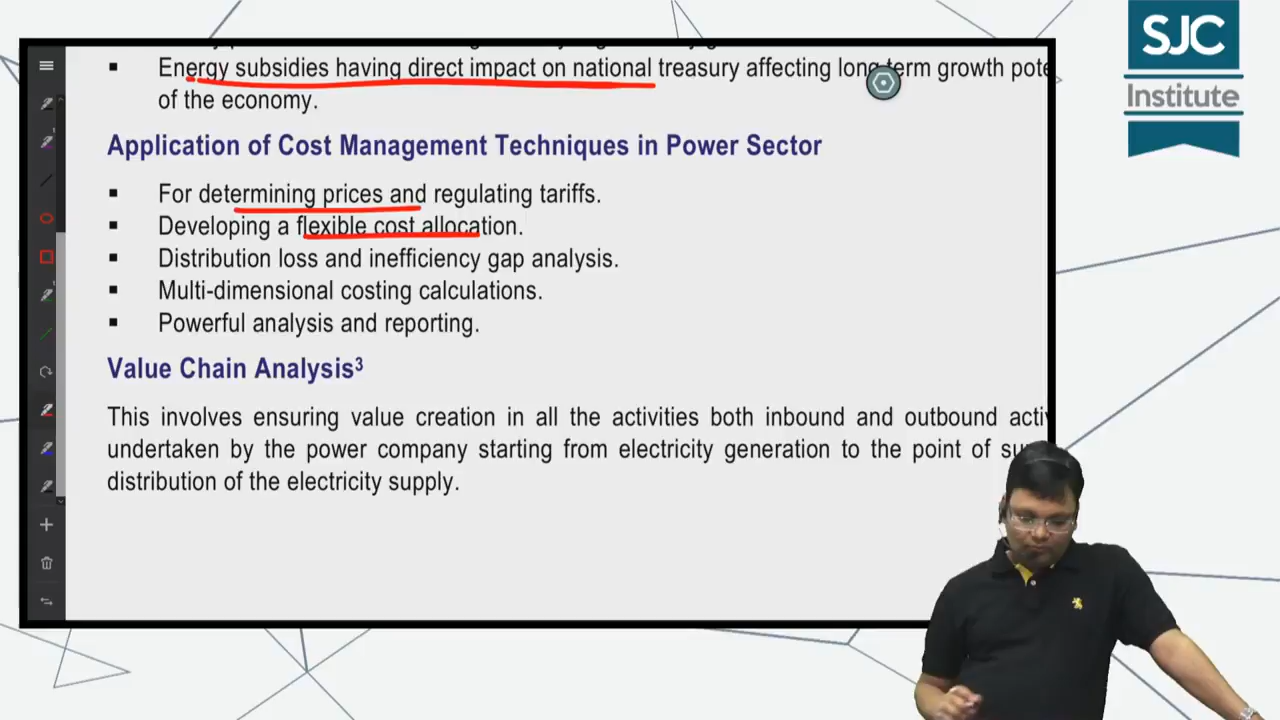 SJC
Institute
Energy subsidies having direct impact on national treasury affecting long term growth
of the economy.
Application of Cost Management Techniques in Power Sector
For determining prices and regulating tariffs.
Developing a flexible cost allocation.
Distribution loss and inefficiency gap analysis.
Multi-dimensional costing calculations.
Powerful analysis and reporting.
Value Chain Analysis³
This involves ensuring value creation in all the activities both inbound and outbound
undertaken by the power company starting from electricity generation to the point of
distribution of the electricity supply.